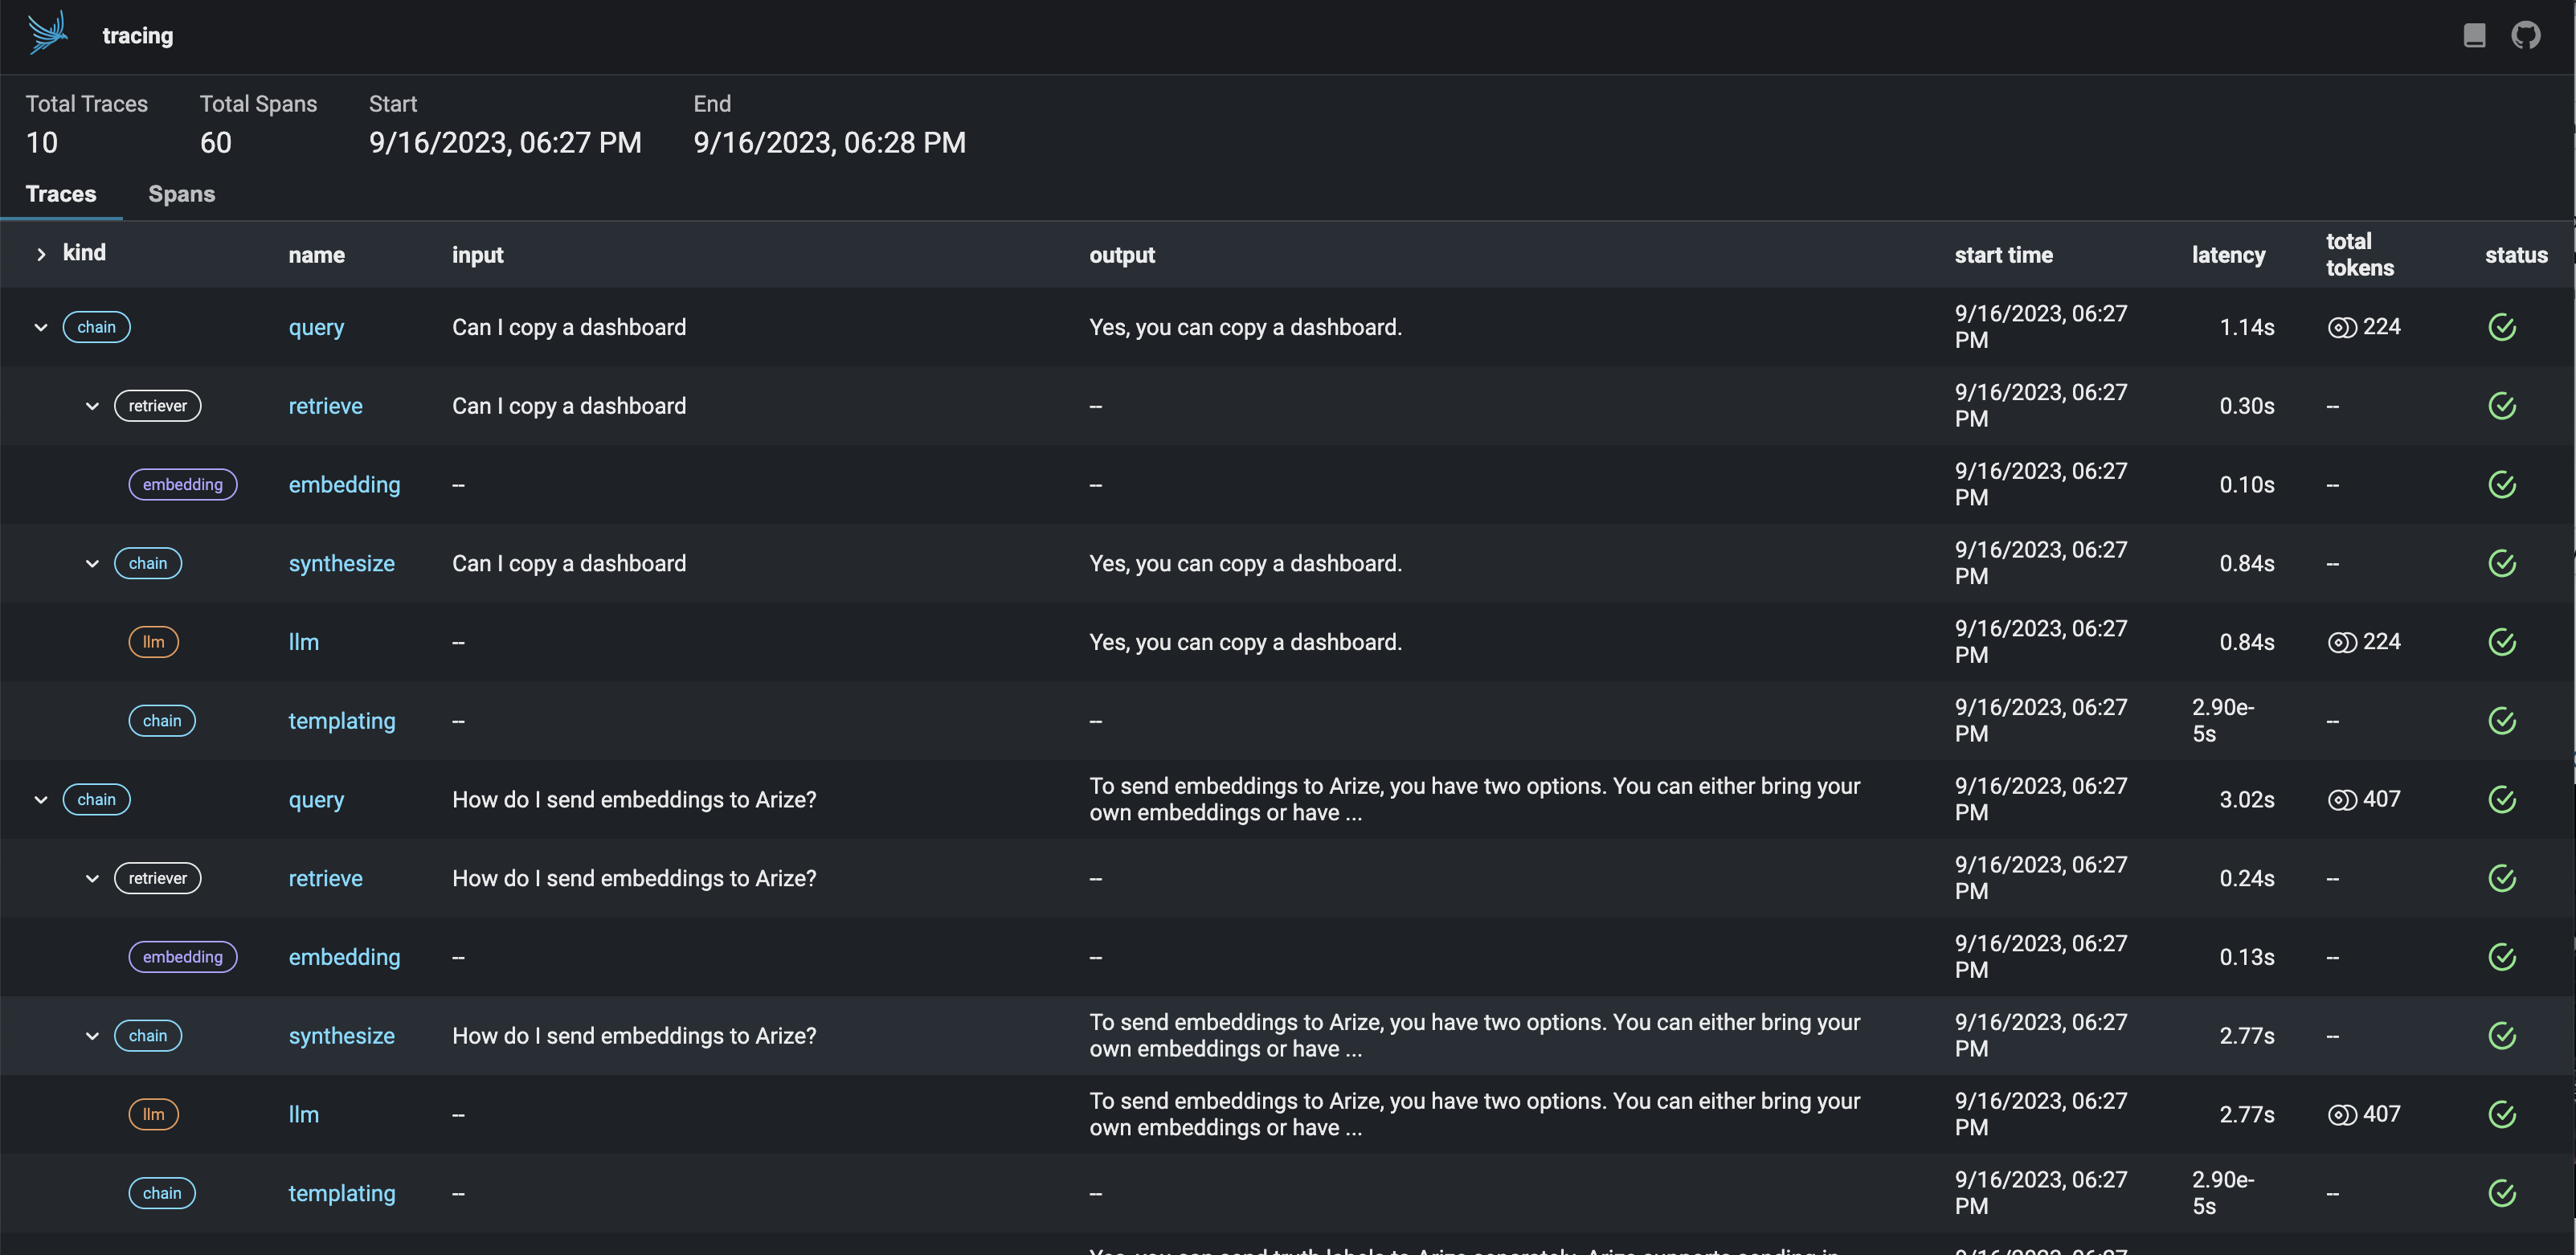 tracing
Total Traces Total Spans Start End
10 60 9/16/2023, 06:27 PM 9/16/2023, 06:28 PM
Traces Spans
kind name input output start time latency total tokens status
chain query Can I copy a dashboard Yes, you can copy a dashboard. 9/16/2023, 06:27 PM 1.14s 224
retriever retrieve Can I copy a dashboard -- 9/16/2023, 06:27 PM 0.30s --
embedding embedding -- -- 9/16/2023, 06:27 PM 0.10s --
chain synthesize Can I copy a dashboard Yes, you can copy a dashboard. 9/16/2023, 06:27 PM 0.84s --
llm llm -- Yes, you can copy a dashboard. 9/16/2023, 06:27 PM 0.84s 224
chain templating -- -- 9/16/2023, 06:27 PM 2.90e-5s --
chain query How do I send embeddings to Arize? To send embeddings to Arize, you have two options. You can either bring your own embeddings or have ... 9/16/2023, 06:27 PM 3.02s 407
retriever retrieve How do I send embeddings to Arize? -- 9/16/2023, 06:27 PM 0.24s --
embedding embedding -- -- 9/16/2023, 06:27 PM 0.13s --
chain synthesize How do I send embeddings to Arize? To send embeddings to Arize, you have two options. You can either bring your own embeddings or have ... 9/16/2023, 06:27 PM 2.77s --
llm llm -- To send embeddings to Arize, you have two options. You can either bring your own embeddings or have ... 9/16/2023, 06:27 PM 2.77s 407
chain templating -- -- 9/16/2023, 06:27 PM 2.90e-5s --